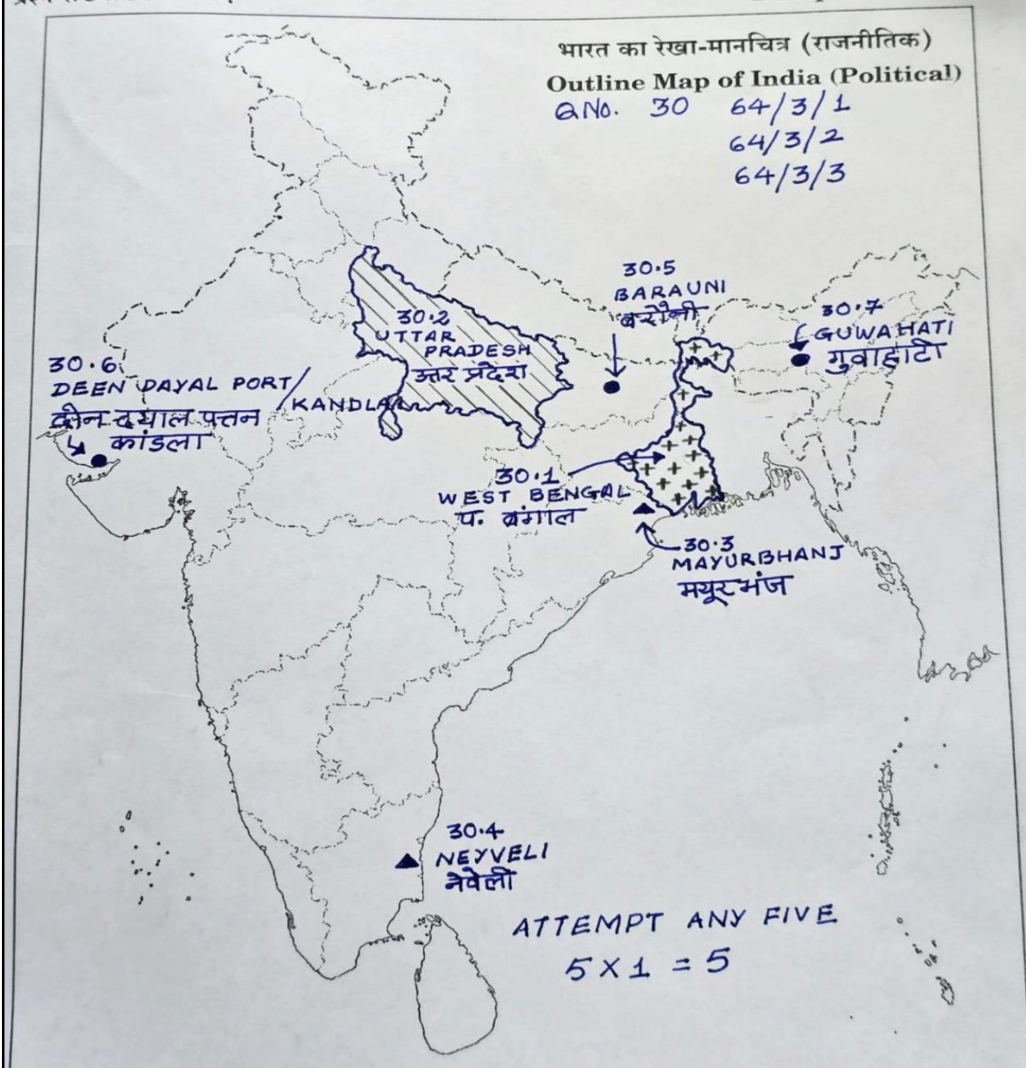 भारत का रेखा-मानचित्र (राजनीतिक)
Outline Map of India (Political)
Q No. 30 64/3/1
64/3/2
64/3/3
30.5
BARAUNI
बरौनी
30.7
GUWAHATI
गुवाहाटी
30.2
UTTAR
PRADESH
उत्तर प्रदेश
30.6
DEEN DAYAL PORT/
KANDLA
दीन दयाल पत्तन
कांडला
30.1
WEST BENGAL
प. बंगाल
30.3
MAYURBHANJ
मयूरभंज
30.4
NEYVELI
नेवेली
ATTEMPT ANY FIVE
5 X 1 = 5